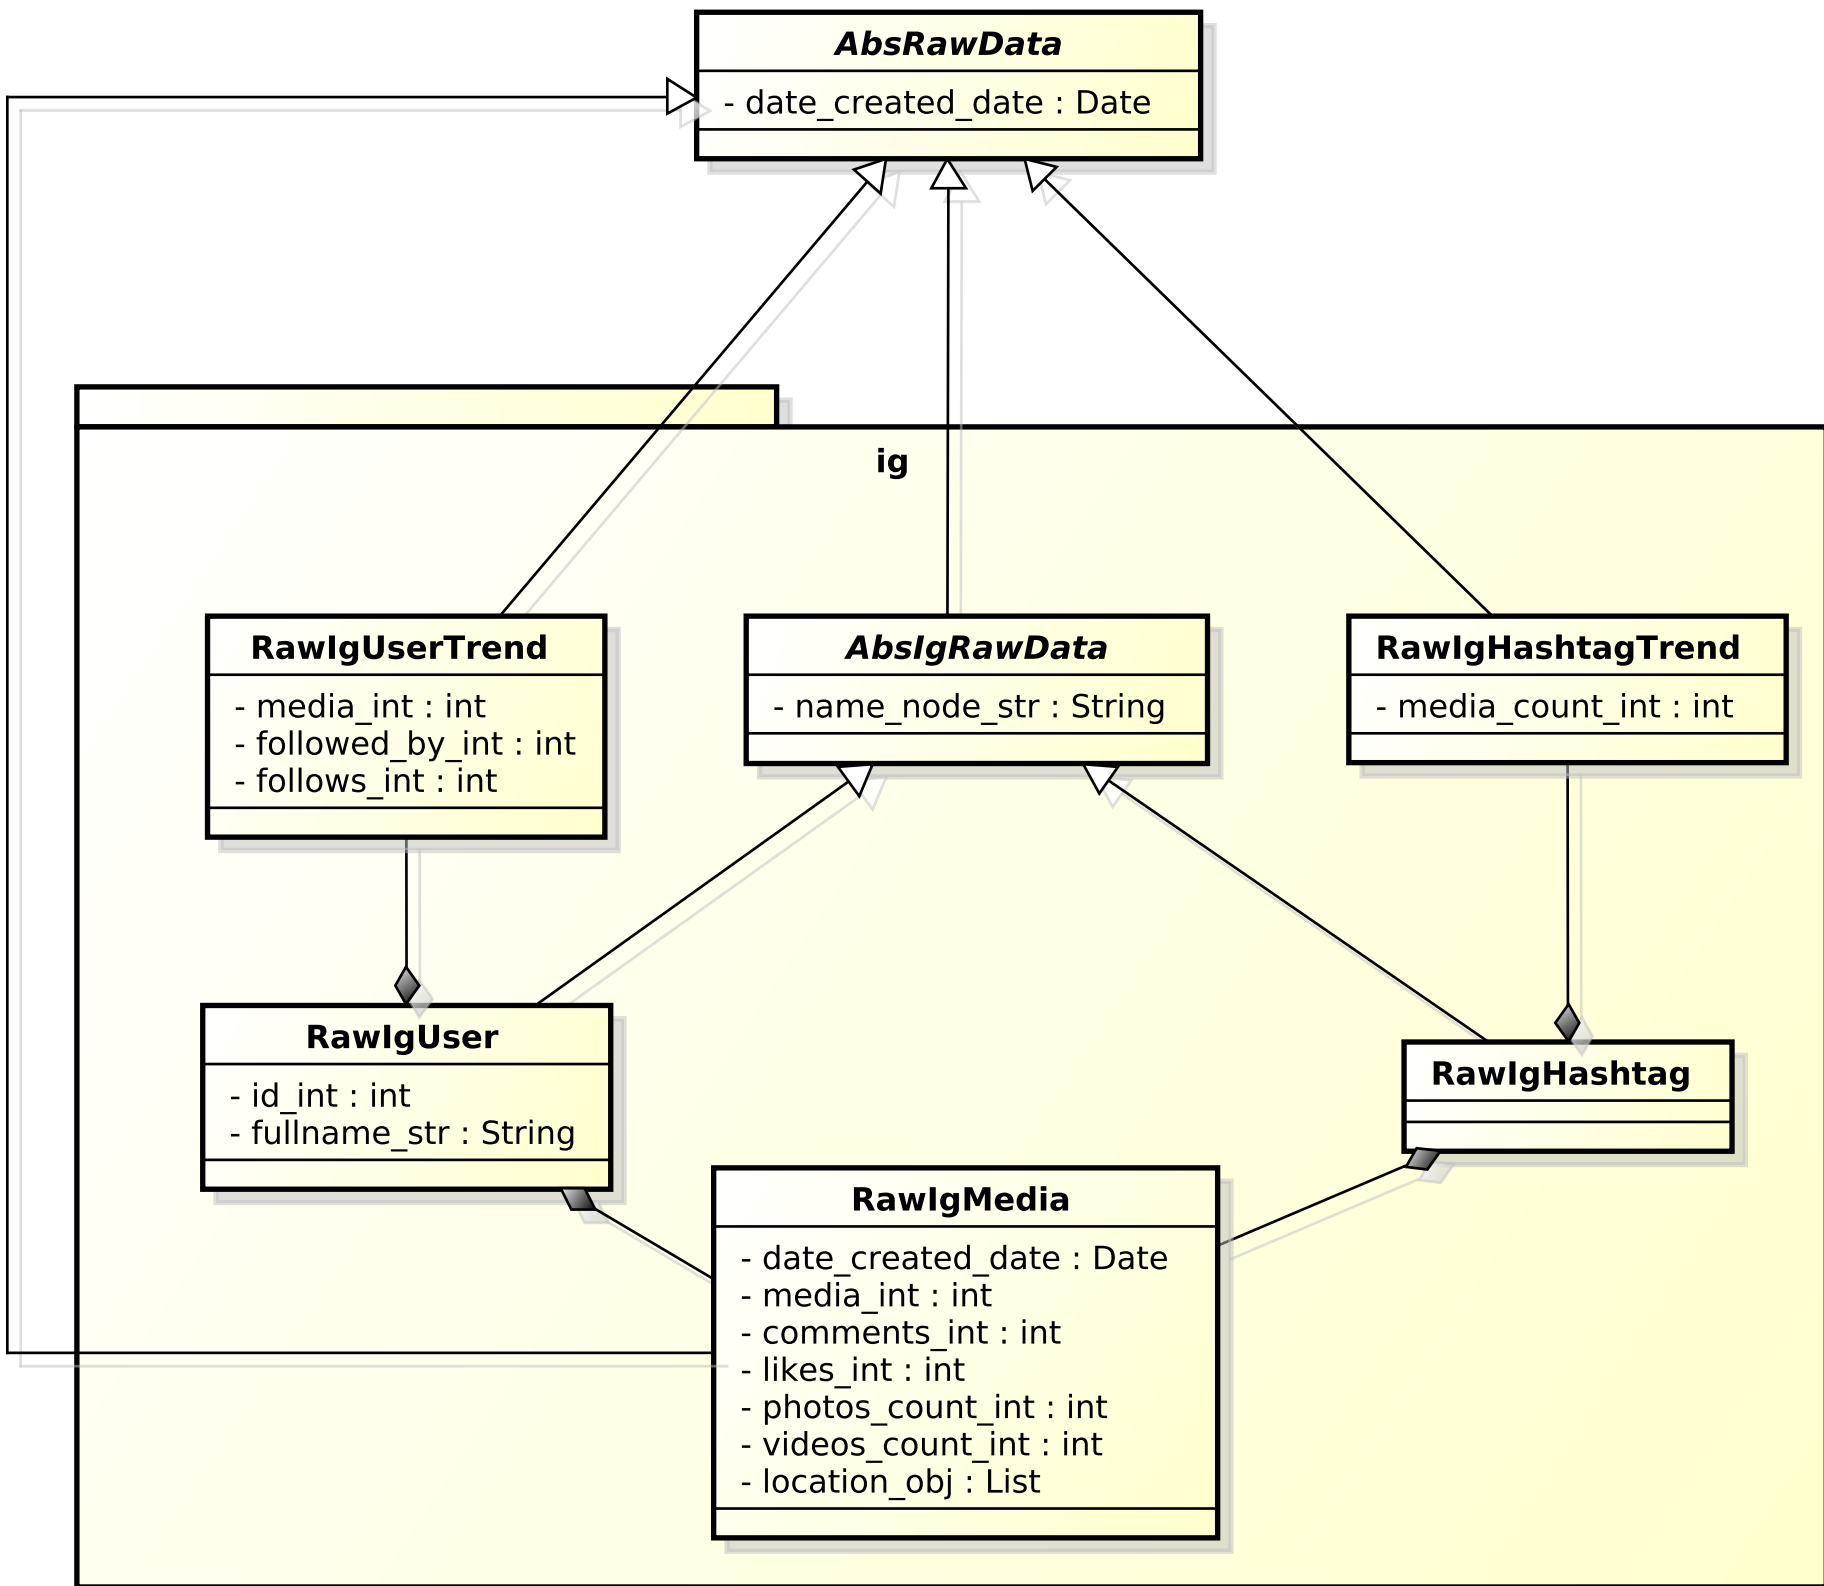 AbsRawData
- date_created_date : Date
ig
RawIgUserTrend
- media_int : int
- followed_by_int : int
- follows_int : int
AbsIgRawData
- name_node_str : String
RawIgHashtagTrend
- media_count_int : int
RawIgUser
- id_int : int
- fullname_str : String
RawIgHashtag
RawIgMedia
- date_created_date : Date
- media_int : int
- comments_int : int
- likes_int : int
- photos_count_int : int
- videos_count_int : int
- location_obj : List